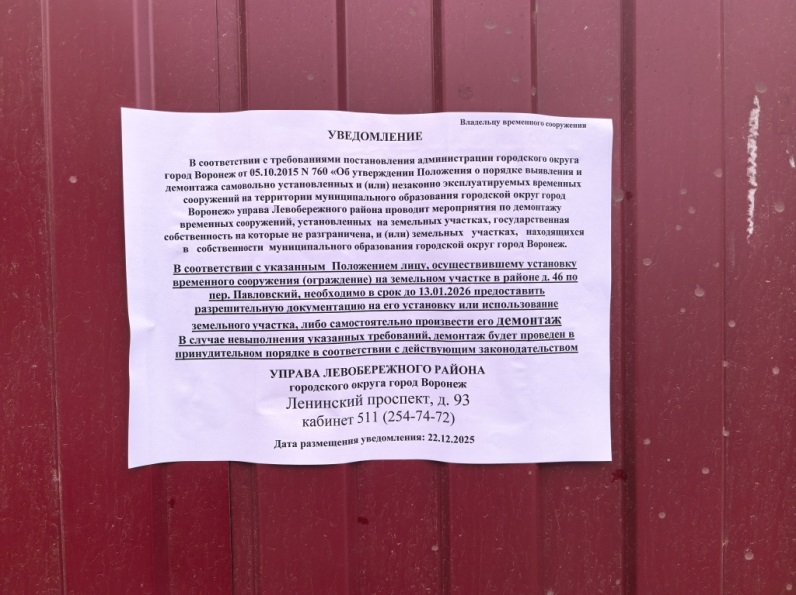 Владельцу временного сооружения
УВЕДОМЛЕНИЕ
В соответствии с требованиями постановления администрации городского округа
город Воронеж от 05.10.2015 N 760 «Об утверждении Положения о порядке выявления и
демонтажа самовольно установленных и (или) незаконно эксплуатируемых временных
сооружений на территории муниципального образования городской округ город
Воронеж» управа Левобережного района проводит мероприятия по демонтажу
временных сооружений, установленных на земельных участках, государственная
собственность на которые не разграничена, и (или) земельных участках, находящихся
в собственности муниципального образования городской округ город Воронеж.
В соответствии с указанным Положением лицу, осуществившему установку
временного сооружения (ограждение) на земельном участке в районе д. 46 по
пер. Павловский, необходимо в срок до 13.01.2026 предоставить
разрешительную документацию на его установку или использование
земельного участка, либо самостоятельно произвести его демонтаж
В случае невыполнения указанных требований, демонтаж будет проведен в
принудительном порядке в соответствии с действующим законодательством
УПРАВА ЛЕВОБЕРЕЖНОГО РАЙОНА
городского округа город Воронеж
Ленинский проспект, д. 93
кабинет 511 (254-74-72)
Дата размещения уведомления: 22.12.2025